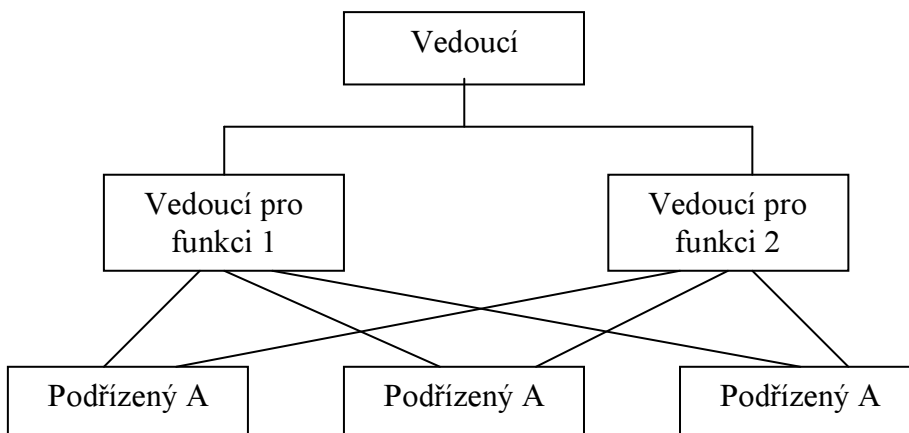 Vedoucí
Vedoucí pro
funkci 1
Vedoucí pro
funkci 2
Podřízený A
Podřízený A
Podřízený A